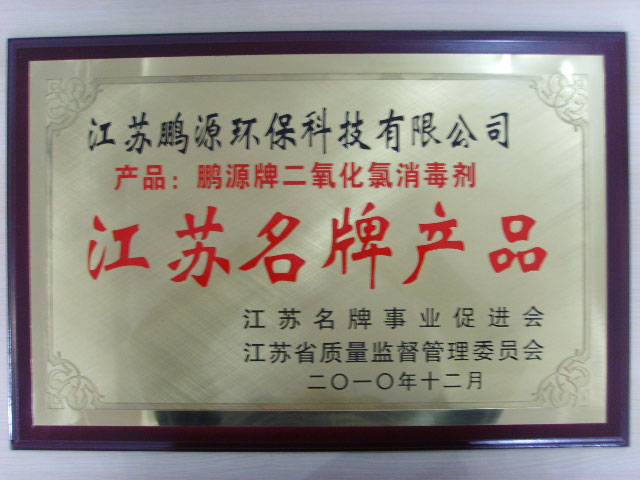 江苏鹏源环保科技有限公司
产品：鹏源牌二氧化氯消毒剂
江苏名牌产品
江苏名牌事业促进会
江苏省质量监督管理委员会
二〇一〇年十二月